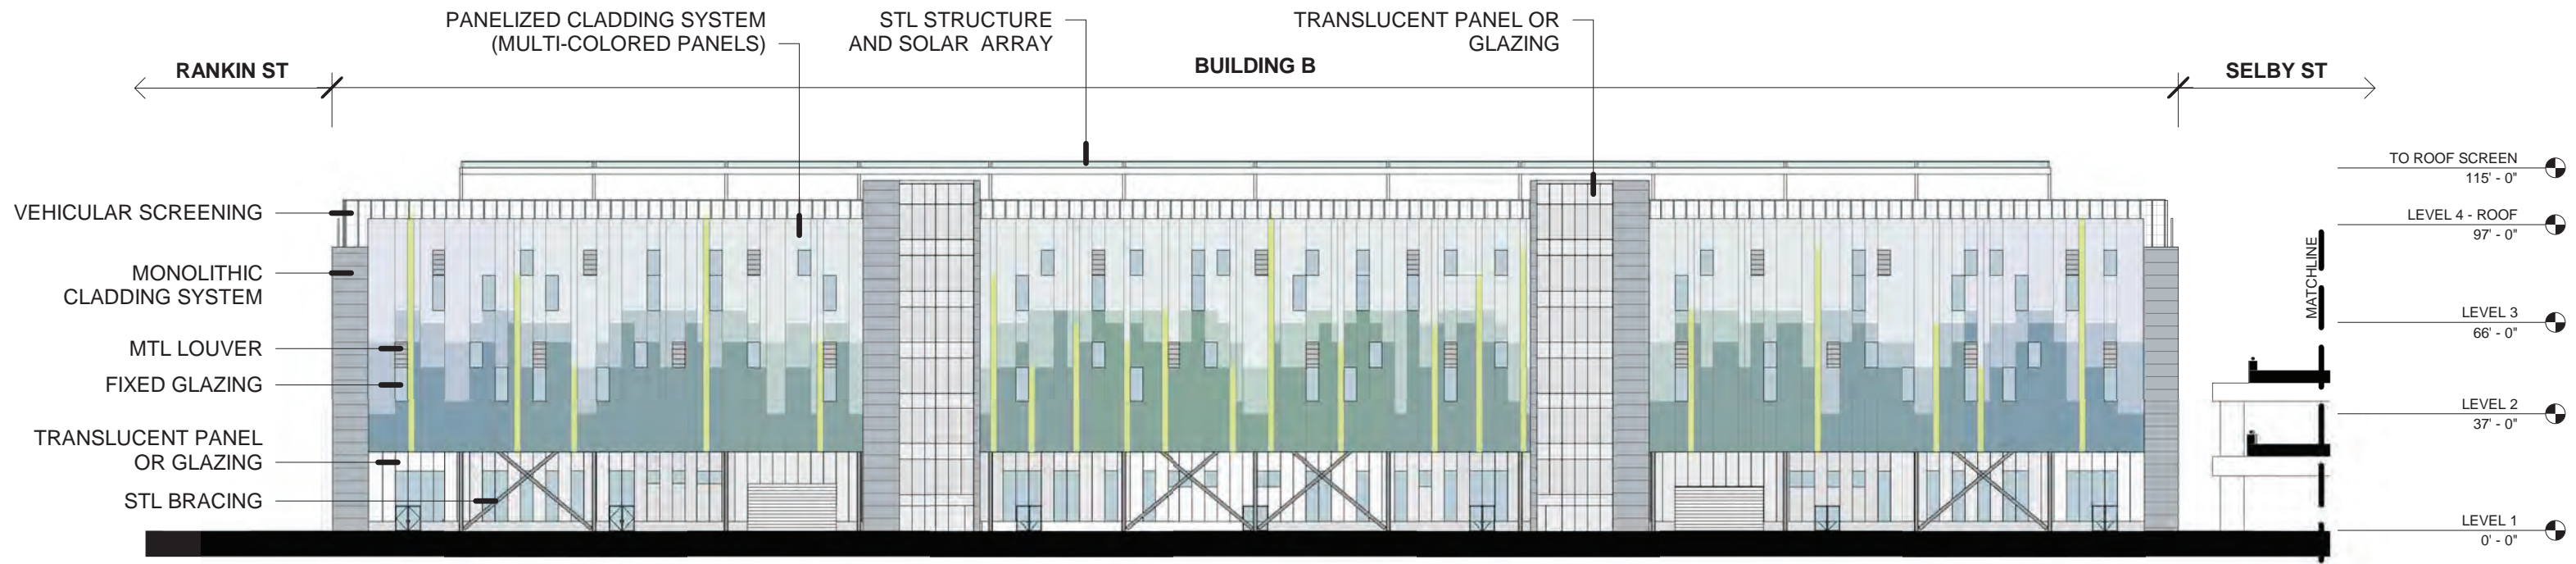 PANELIZED CLADDING SYSTEM
(MULTI-COLORED PANELS)
STL STRUCTURE
AND SOLAR ARRAY
TRANSLUCENT PANEL OR
GLAZING
RANKIN ST
BUILDING B
SELBY ST
VEHICULAR SCREENING
MONOLITHIC
CLADDING SYSTEM
MTL LOUVER
FIXED GLAZING
TRANSLUCENT PANEL
OR GLAZING
STL BRACING
MATCHLINE
TO ROOF SCREEN
115' - 0"
LEVEL 4 - ROOF
97' - 0"
LEVEL 3
66' - 0"
LEVEL 2
37' - 0"
LEVEL 1
0' - 0"